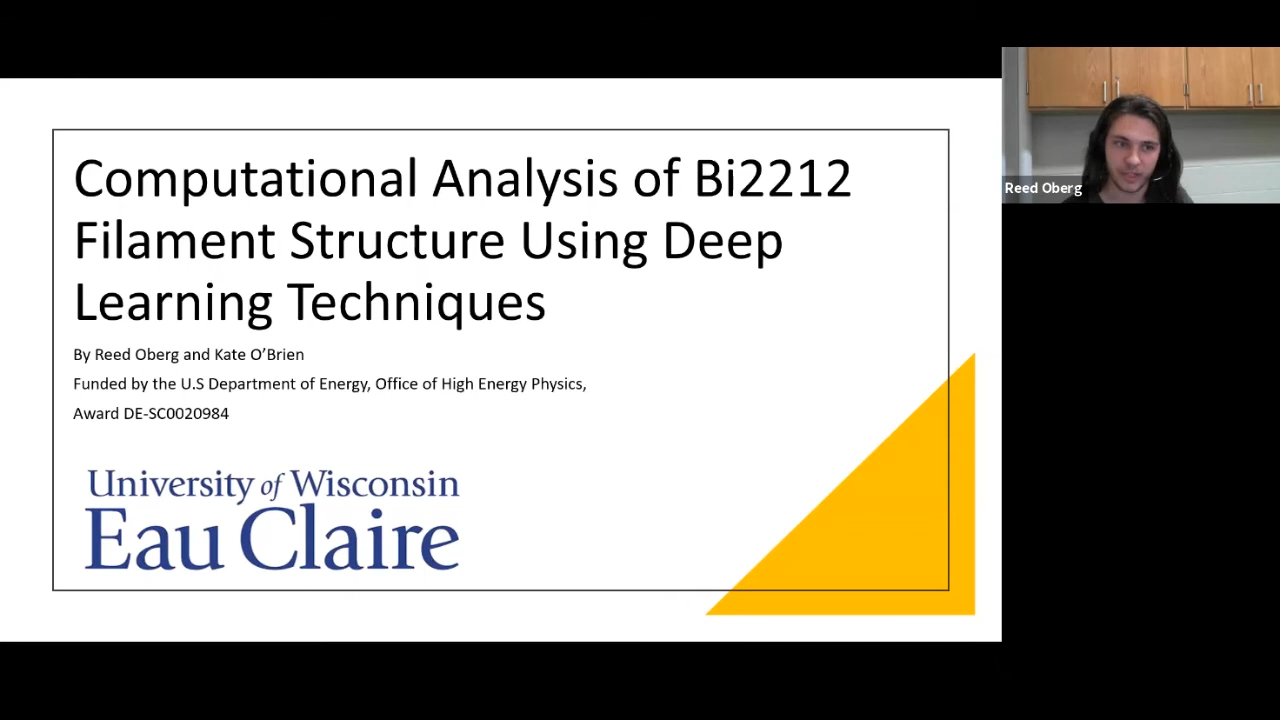 Computational Analysis of Bi2212
Filament Structure Using Deep
Learning Techniques
By Reed Oberg and Kate O’Brien
Funded by the U.S Department of Energy, Office of High Energy Physics,
Award DE-SC0020984
University of Wisconsin
Eau Claire
Reed Oberg